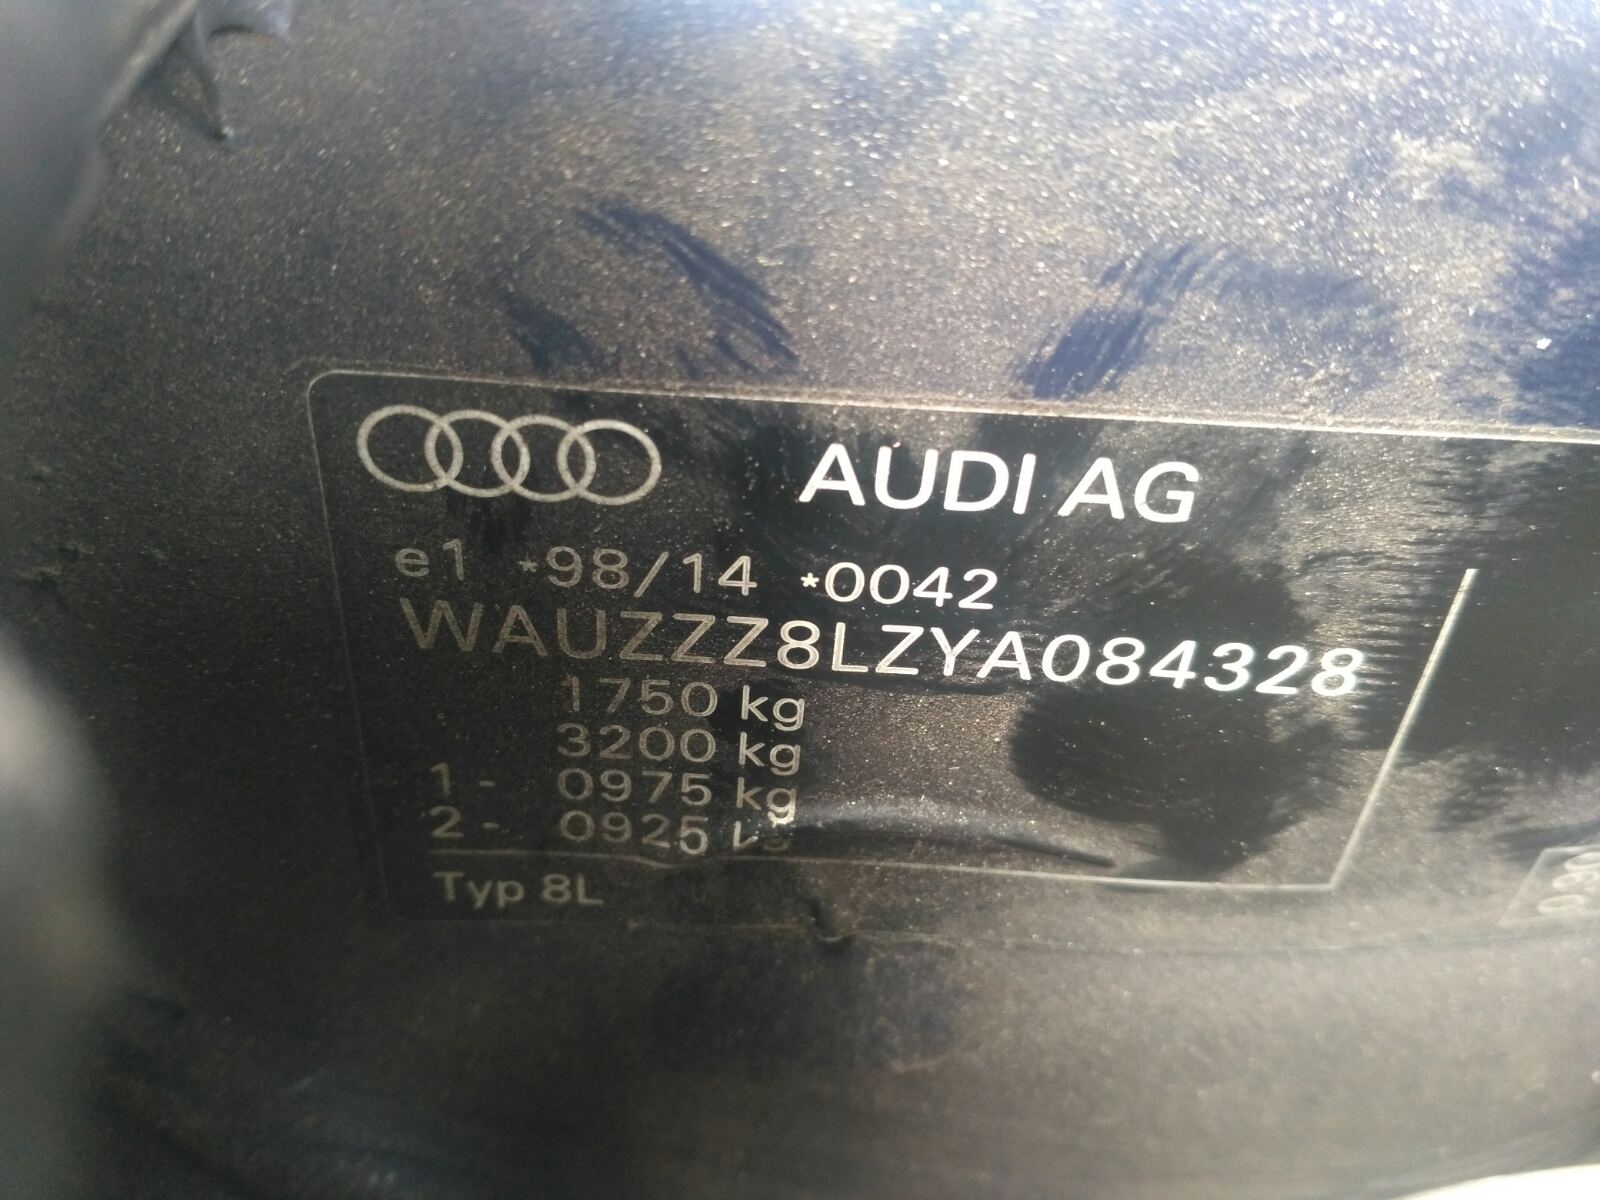 AUDI AG
e1 *98/14 *0042
WAUZZZ8LZYA084328
1750 kg
3200 kg
1 - 0975 kg
2 - 0925
Typ 8L